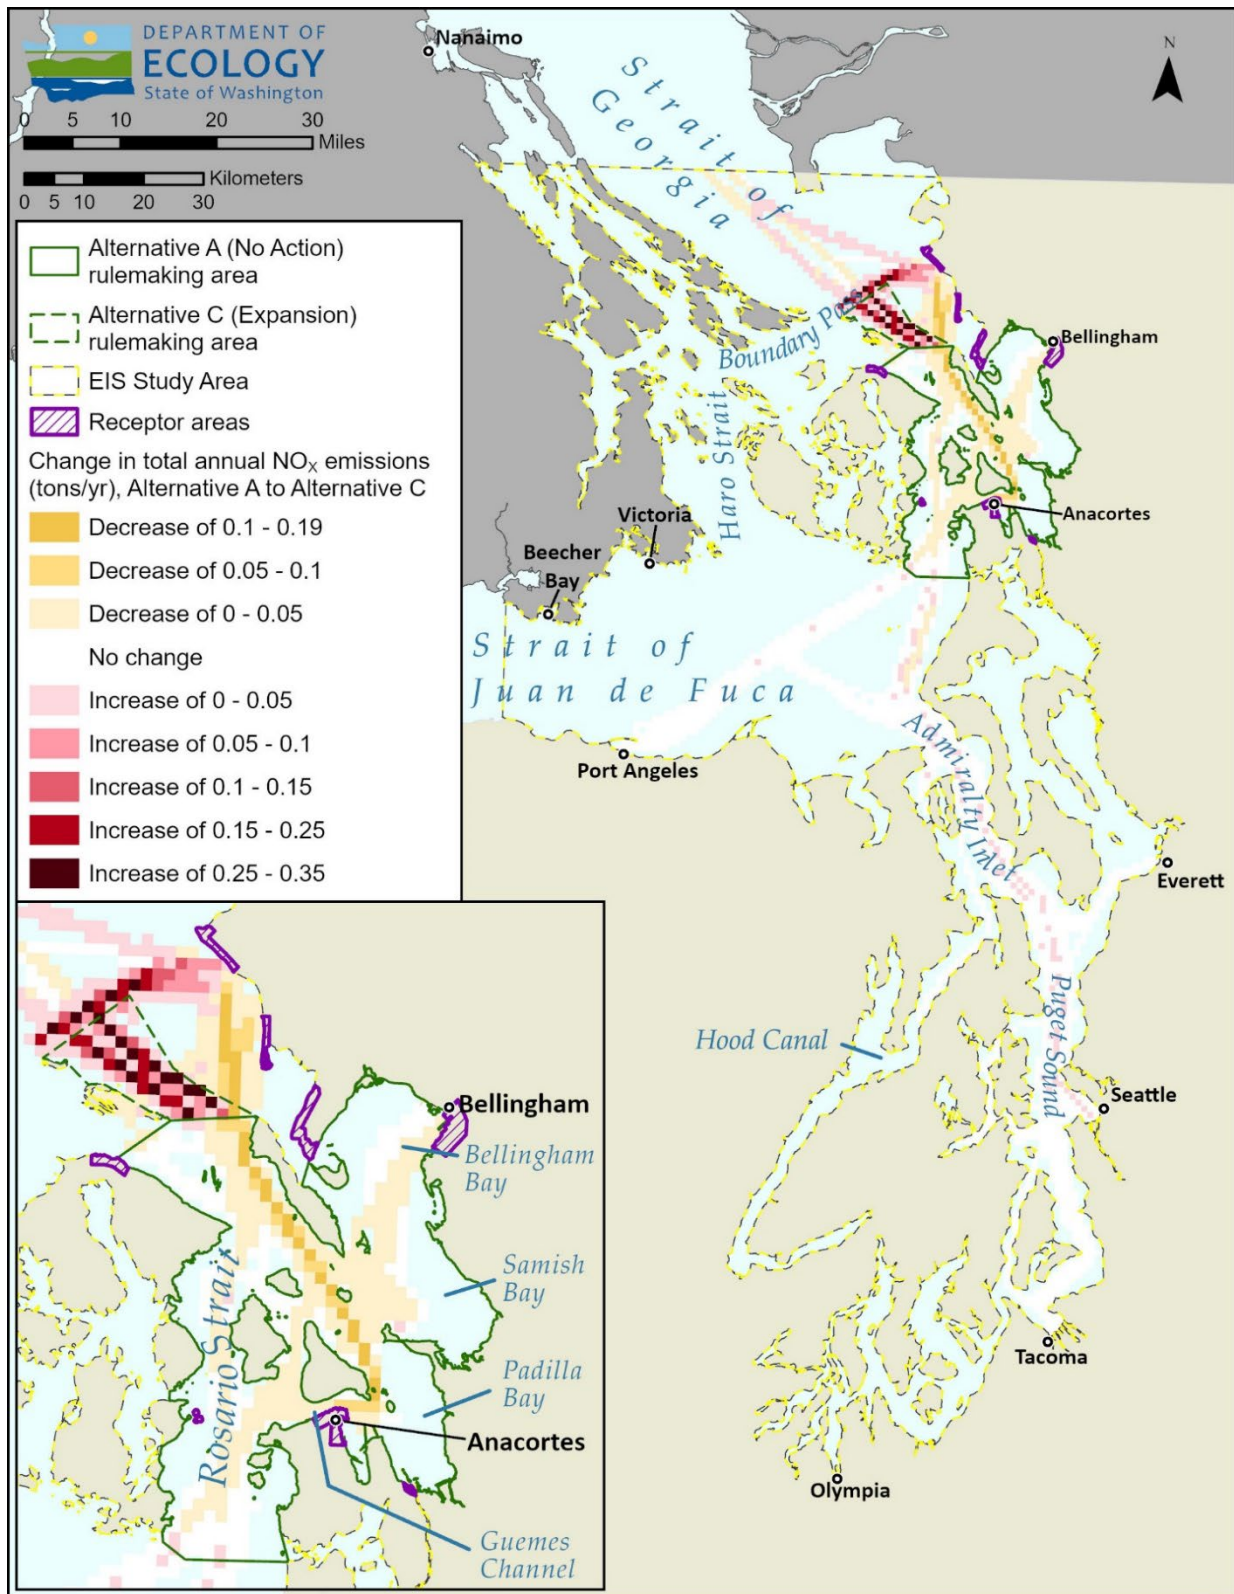 DEPARTMENT OF
ECOLOGY
State of Washington
0 5 10 20 30
Miles
Kilometers
0 5 10 20 30
N
Nanaimo
Strait of
Georgia
Boundary Pass
Haro Strait
Bellingham
Anacortes
Victoria
Beecher
Bay
Strait of
Juan de Fuca
Port Angeles
Admiralty Inlet
Everett
Hood Canal
Puget Sound
Seattle
Tacoma
Olympia
Alternative A (No Action)
rulemaking area
Alternative C (Expansion)
rulemaking area
EIS Study Area
Receptor areas
Change in total annual NOₓ emissions
(tons/yr), Alternative A to Alternative C
Decrease of 0.1 - 0.19
Decrease of 0.05 - 0.1
Decrease of 0 - 0.05
No change
Increase of 0 - 0.05
Increase of 0.05 - 0.1
Increase of 0.1 - 0.15
Increase of 0.15 - 0.25
Increase of 0.25 - 0.35
Bellingham
Bellingham
Bay
Samish
Bay
Rosario Strait
Padilla
Bay
Anacortes
Guemes
Channel